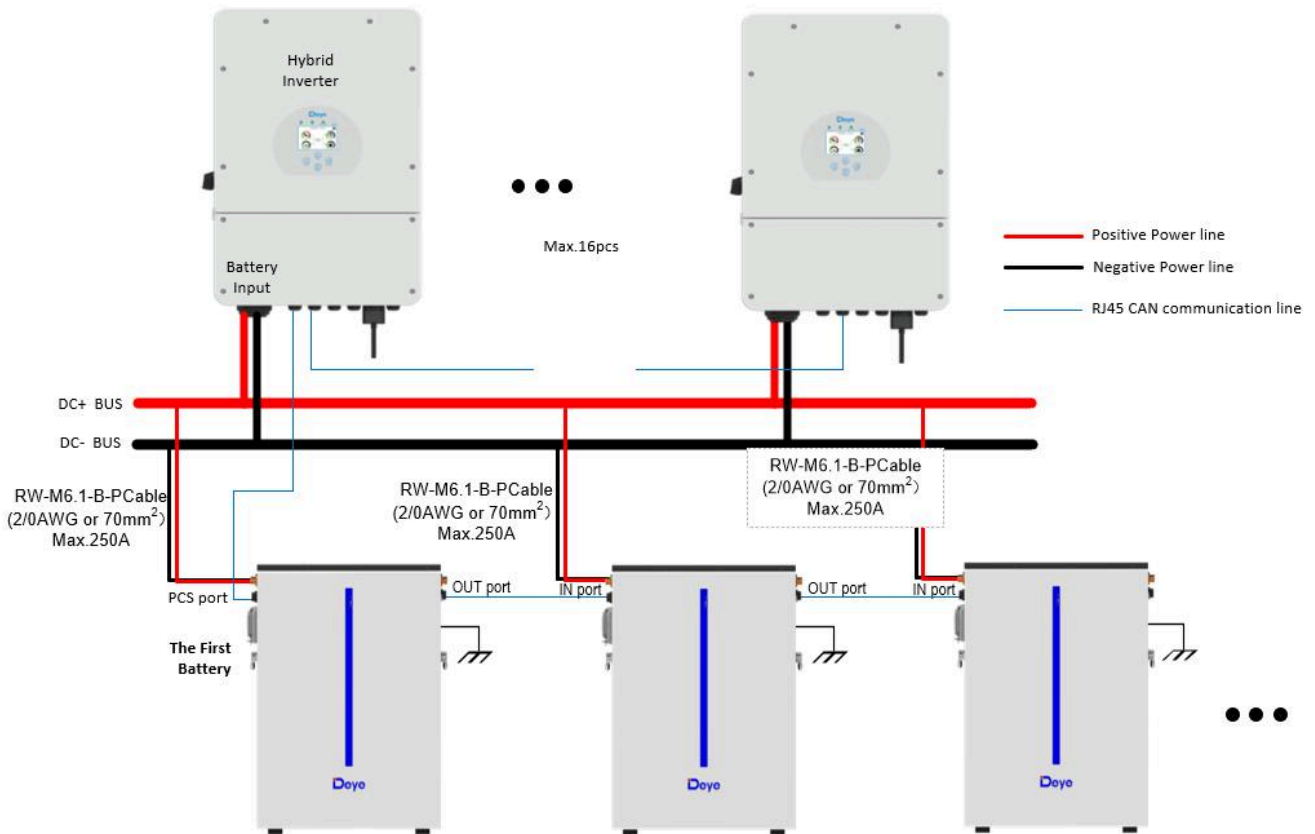 Hybrid
Inverter
Deye
Deye
Max.16pcs
Positive Power line
Negative Power line
RJ45 CAN communication line
Battery
Input
DC+ BUS
DC- BUS
RW-M6.1-B-PCable
(2/0AWG or 70mm²)
Max.250A
RW-M6.1-B-PCable
(2/0AWG or 70mm²)
Max.250A
RW-M6.1-B-PCable
(2/0AWG or 70mm²)
Max.250A
PCS port
OUT port
IN port
OUT port
IN port
The First
Battery
Deye
Deye
Deye